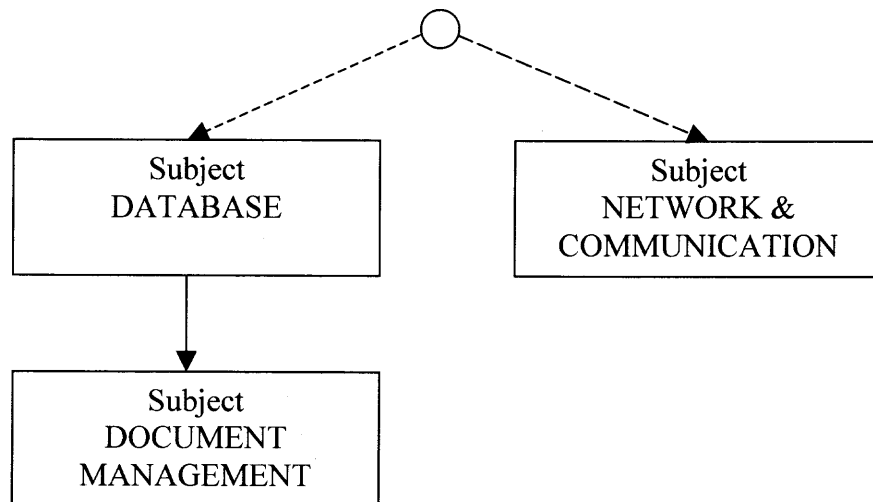 Subject
DATABASE
Subject
NETWORK &
COMMUNICATION
Subject
DOCUMENT
MANAGEMENT